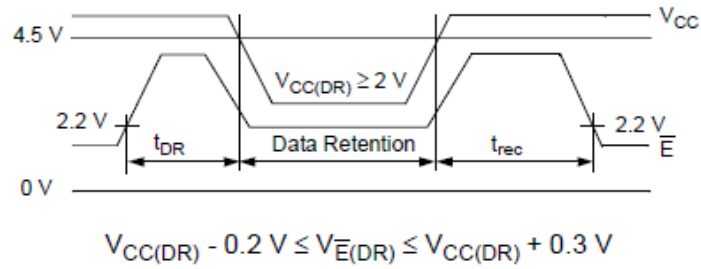 V_CC
4.5 V
V_CC(DR) ≥ 2 V
2.2 V
2.2 V
t_DR
Data Retention
t_rec
E̅
0 V
V_CC(DR) - 0.2 V ≤ V_E̅(DR) ≤ V_CC(DR) + 0.3 V